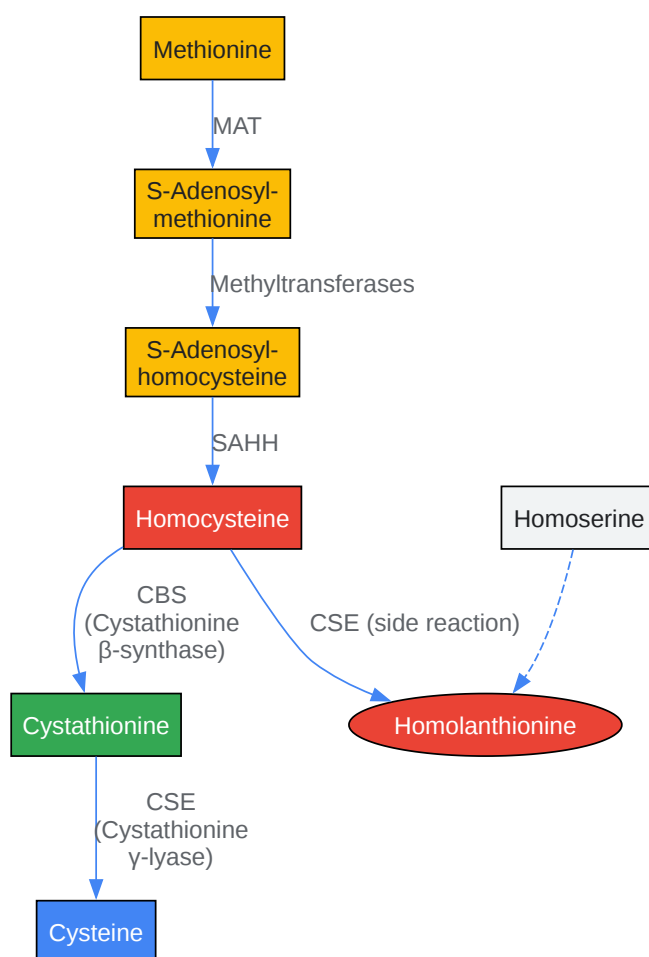 Methionine
MAT
S-Adenosyl-
methionine
Methyltransferases
S-Adenosyl-
homocysteine
SAHH
Homocysteine
Homoserine
CBS
(Cystathionine
β-synthase)
CSE (side reaction)
Cystathionine
Homolanthionine
CSE
(Cystathionine
γ-lyase)
Cysteine